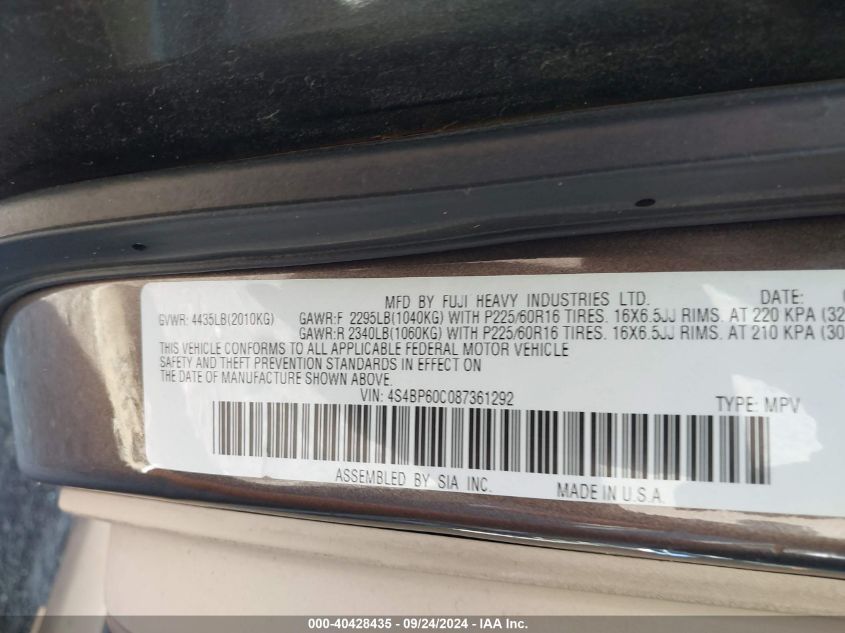 MFD BY FUJI HEAVY INDUSTRIES LTD. DATE:
GVWR: 4435LB(2010KG) GAWR:F 2295LB(1040KG) WITH P225/60R16 TIRES. 16X6.5JJ RIMS. AT 220 KPA (32
GAWR:R 2340LB(1060KG) WITH P225/60R16 TIRES. 16X6.5JJ RIMS. AT 210 KPA (30
THIS VEHICLE CONFORMS TO ALL APPLICABLE FEDERAL MOTOR VEHICLE
SAFETY AND THEFT PREVENTION STANDARDS IN EFFECT ON
THE DATE OF MANUFACTURE SHOWN ABOVE.
VIN: 4S4BP60C087361292 TYPE: MPV
ASSEMBLED BY SIA INC. MADE IN U.S.A.
000-40428435 - 09/24/2024 - IAA Inc.